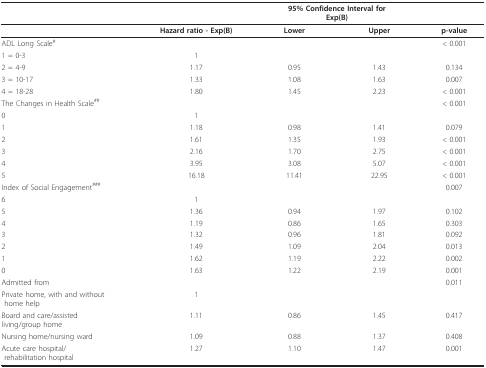 95% Confidence Interval for
Exp(B)
Hazard ratio - Exp(B) Lower Upper p-value
ADL Long Scale# < 0.001
1 = 0-3 1
2 = 4-9 1.17 0.95 1.43 0.134
3 = 10-17 1.33 1.08 1.63 0.007
4 = 18-28 1.80 1.45 2.23 < 0.001
The Changes in Health Scale## < 0.001
0 1
1 1.18 0.98 1.41 0.079
2 1.61 1.35 1.93 < 0.001
3 2.16 1.70 2.75 < 0.001
4 3.95 3.08 5.07 < 0.001
5 16.18 11.41 22.95 < 0.001
Index of Social Engagement### 0.007
6 1
5 1.36 0.94 1.97 0.102
4 1.19 0.86 1.65 0.303
3 1.32 0.96 1.81 0.092
2 1.49 1.09 2.04 0.013
1 1.62 1.19 2.22 0.002
0 1.63 1.22 2.19 0.001
Admitted from 0.011
Private home, with and without 1
home help
Board and care/assisted 1.11 0.86 1.45 0.417
living/group home
Nursing home/nursing ward 1.09 0.88 1.37 0.408
Acute care hospital/ 1.27 1.10 1.47 0.001
rehabilitation hospital